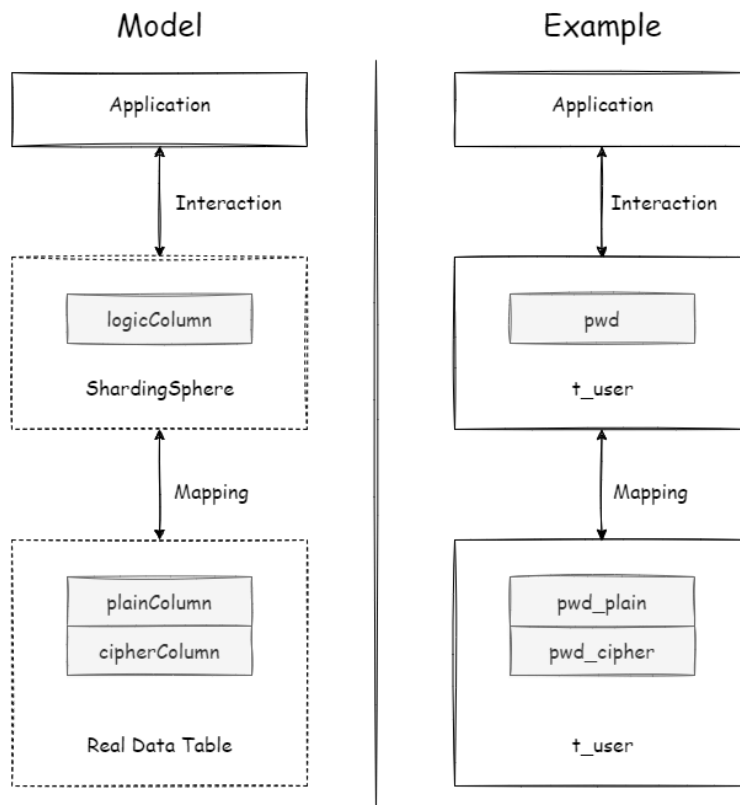 Model
Application
Interaction
logicColumn
ShardingSphere
Mapping
plainColumn
cipherColumn
Real Data Table
Example
Application
Interaction
pwd
t_user
Mapping
pwd_plain
pwd_cipher
t_user